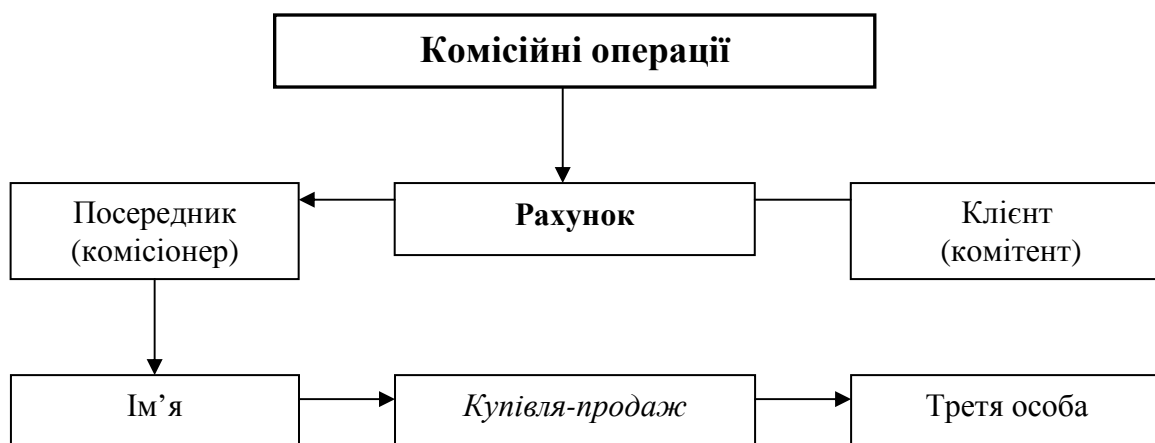 Комісійні операції
Посередник
(комісіонер)
Рахунок
Клієнт
(комітент)
Ім’я
Купівля-продаж
Третя особа